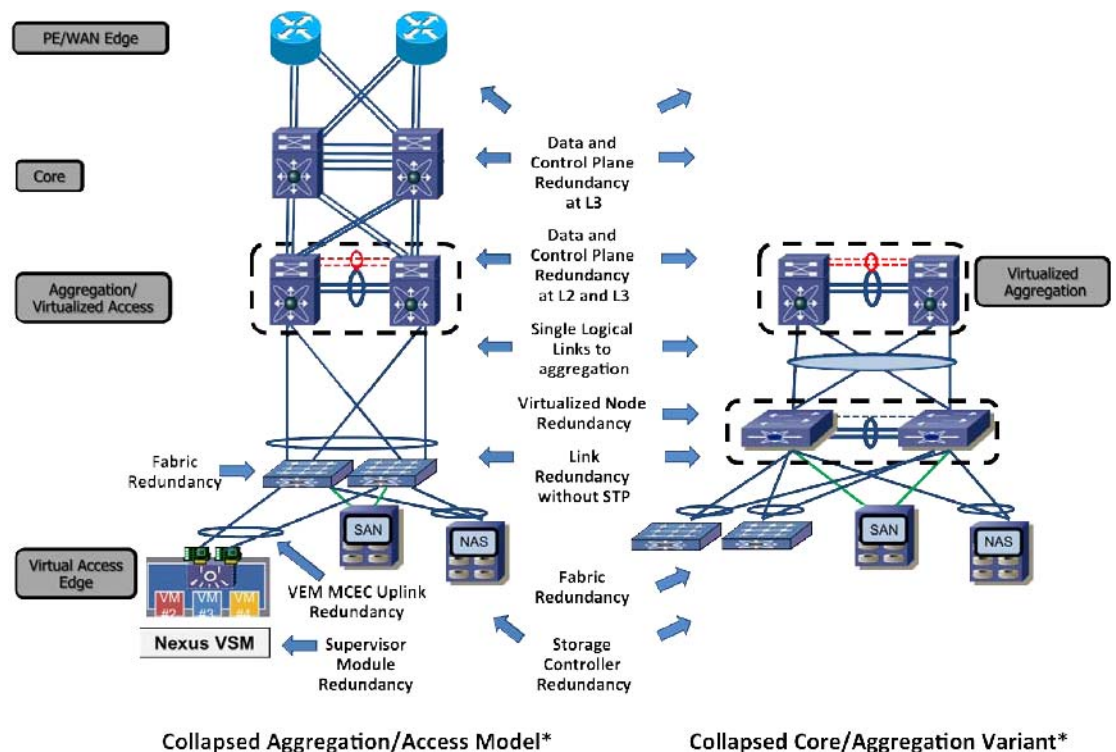 PE/WAN Edge
Data and
Control Plane
Redundancy
at L3
Core
Data and
Control Plane
Redundancy
at L2 and L3
Aggregation/
Virtualized Access
Virtualized
Aggregation
Single Logical
Links to
aggregation
Virtualized Node
Redundancy
Fabric
Redundancy
Link
Redundancy
without STP
SAN
NAS
SAN
NAS
Virtual Access
Edge
VM
#2
VM
#3
VM
#4
VEM MCEC Uplink
Redundancy
Fabric
Redundancy
Nexus VSM
Supervisor
Module
Redundancy
Storage
Controller
Redundancy
Collapsed Aggregation/Access Model*
Collapsed Core/Aggregation Variant*